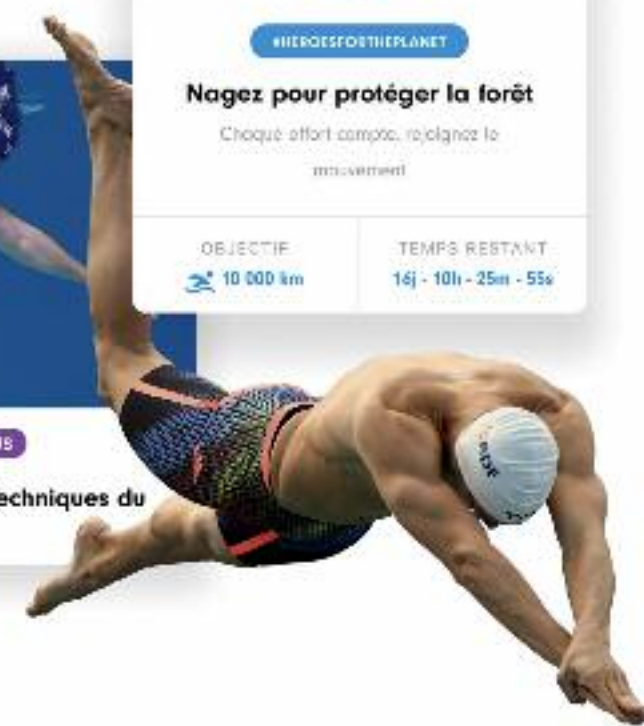 #HEROESFORTHEPLANET
Nagez pour protéger la forêt
Chaque effort compte, rejoignez le
mouvement
OBJECTIF
TEMPS RESTANT
10 000 km
16j - 10h - 25m - 55s
echniques du